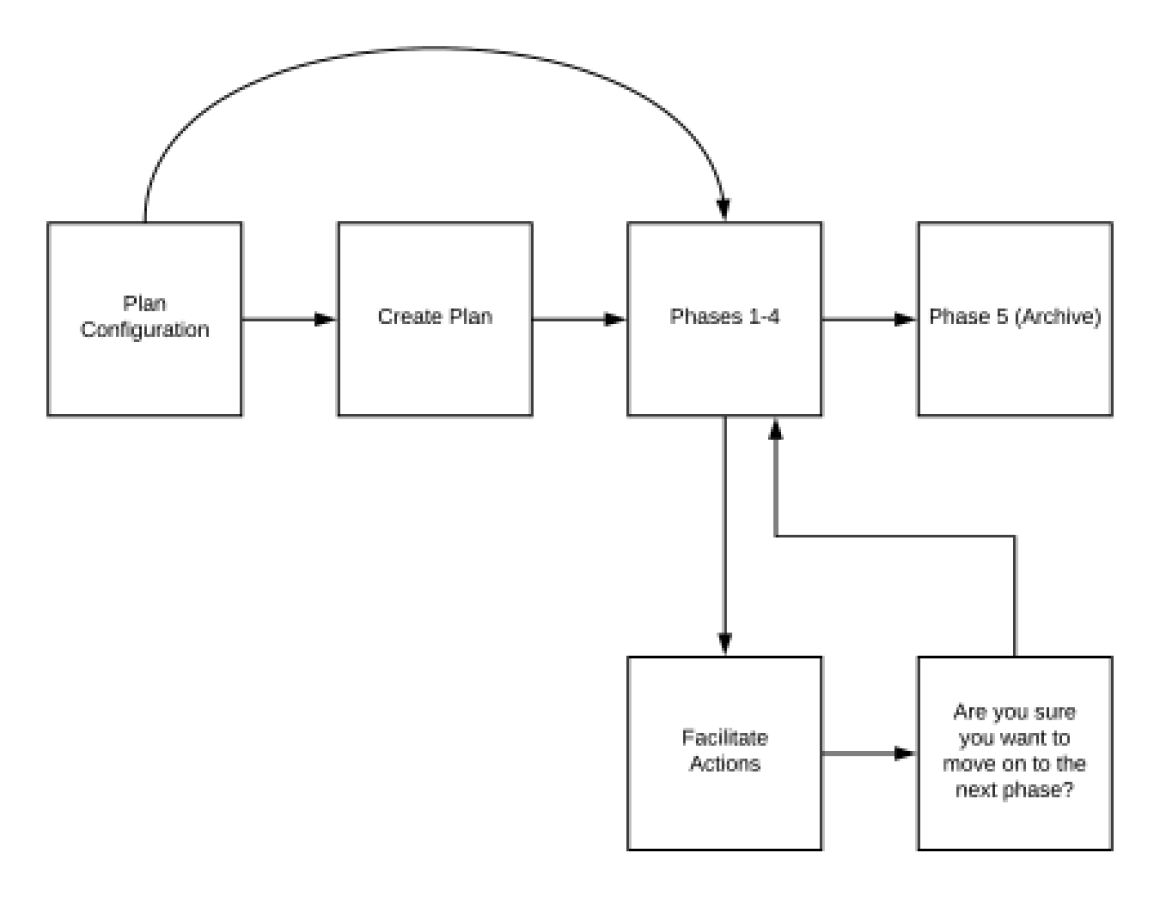 Plan
Configuration
Create Plan
Phases 1-4
Phase 5 (Archive)
Facilitate
Actions
Are you sure
you want to
move on to the
next phase?